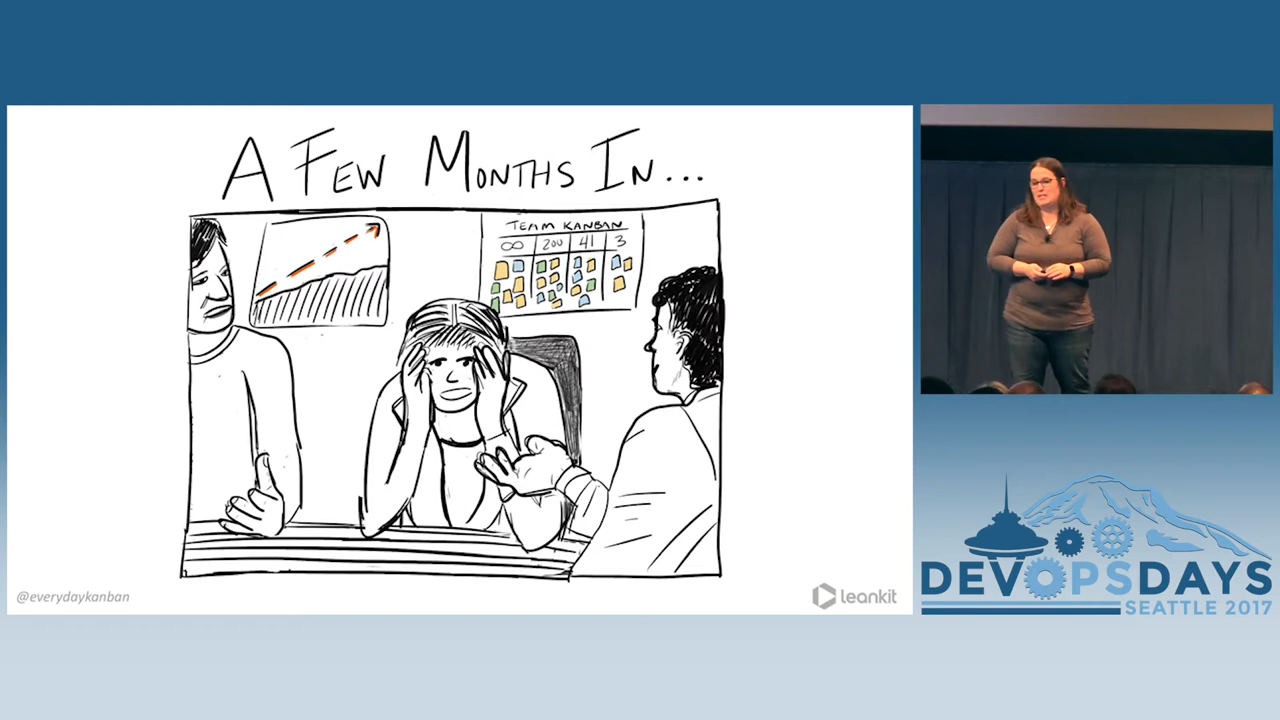 A FEW MONTHS IN...
TEAM KANBAN
∞ 200 41 3
@everydaykanban
leankit
DEVOPSDAYS
SEATTLE 2017